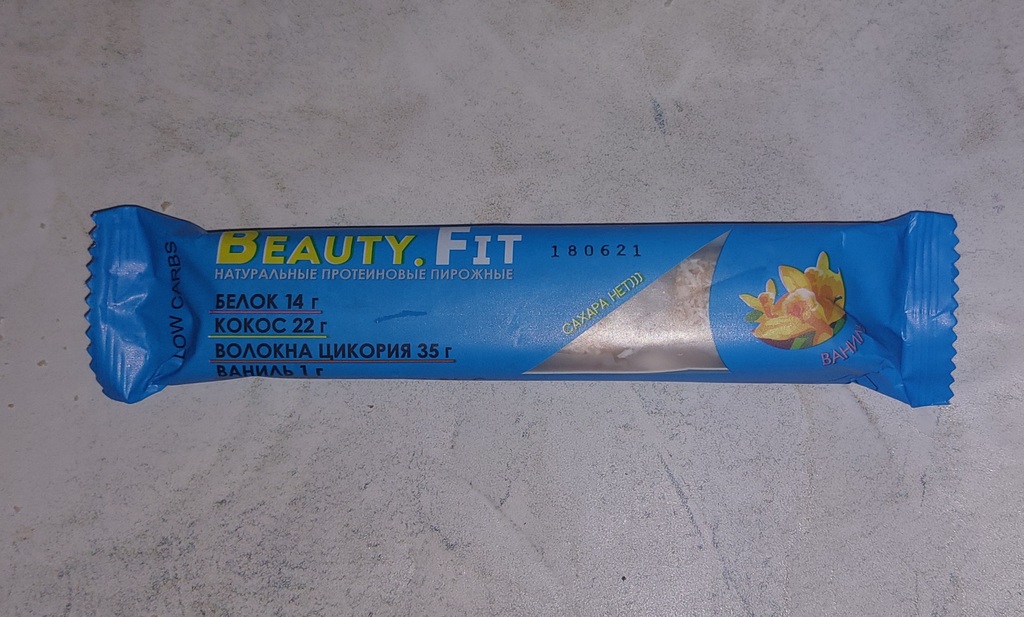 LOW CARBS
BEAUTY. FIT
НАТУРАЛЬНЫЕ ПРОТЕИНОВЫЕ ПИРОЖНЫЕ
БЕЛОК 14 г
КОКОС 22 г
ВОЛОКНА ЦИКОРИЯ 35 г
ВАНИЛЬ 1 г
180621
САХАРА НЕТ)))